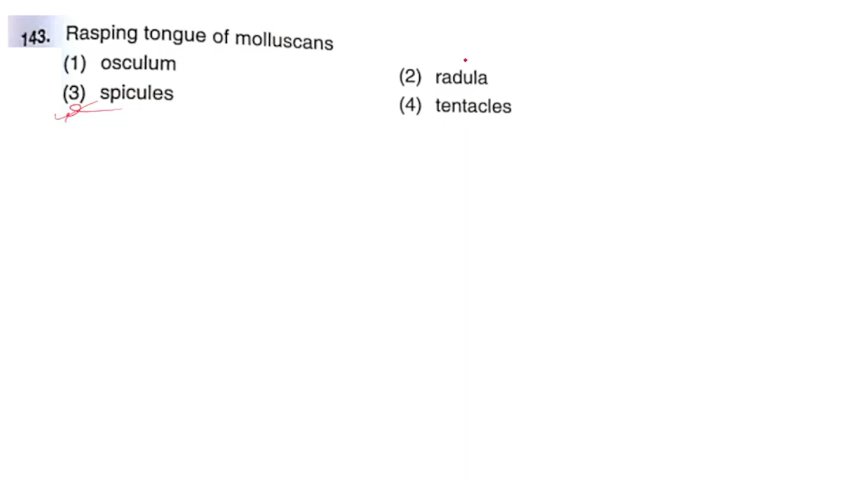 143. Rasping tongue of molluscans
(1) osculum
(2) radula
(3) spicules
(4) tentacles